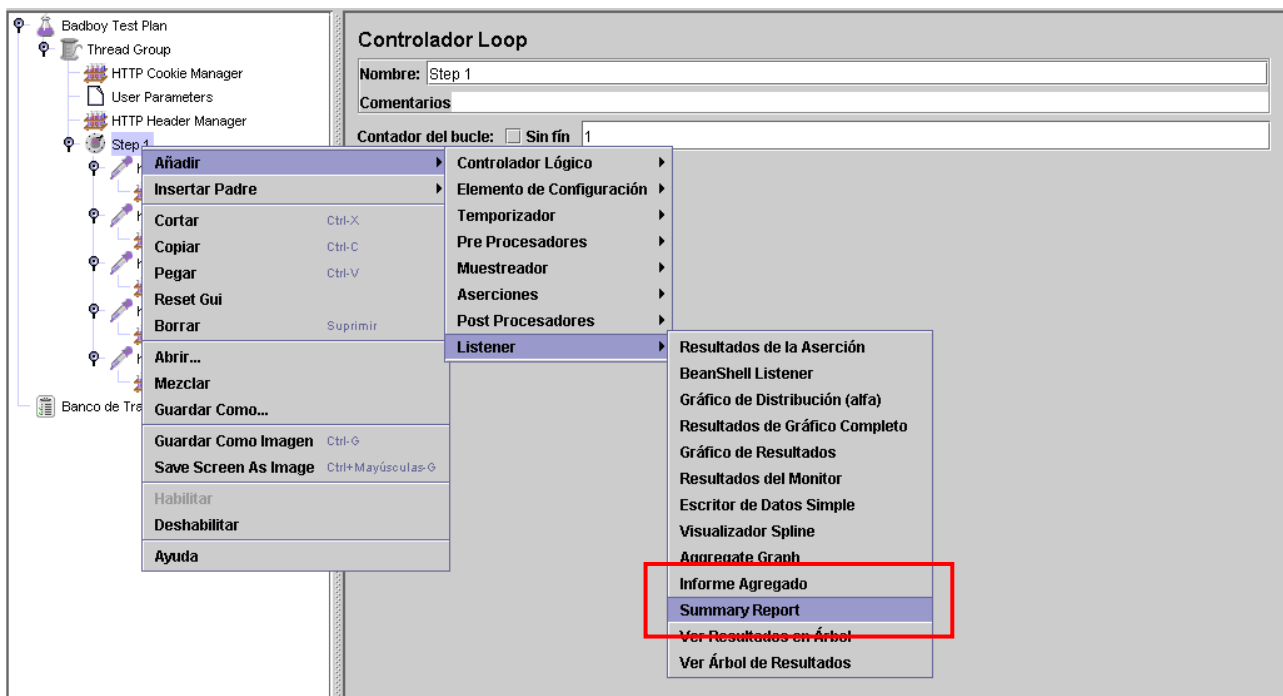 Badboy Test Plan
Thread Group
HTTP Cookie Manager
User Parameters
HTTP Header Manager
Step 1
Banco de Tra
Controlador Loop
Nombre: Step 1
Comentarios
Contador del bucle: Sin fín 1
Añadir
Insertar Padre
Cortar Ctrl-X
Copiar Ctrl-C
Pegar Ctrl-V
Reset Gui
Borrar Suprimir
Abrir...
Mezclar
Guardar Como...
Guardar Como Imagen Ctrl-G
Save Screen As Image Ctrl+Mayúsculas-G
Habilitar
Deshabilitar
Ayuda
Controlador Lógico
Elemento de Configuración
Temporizador
Pre Procesadores
Muestreador
Aserciones
Post Procesadores
Listener
Resultados de la Aserción
BeanShell Listener
Gráfico de Distribución (alfa)
Resultados de Gráfico Completo
Gráfico de Resultados
Resultados del Monitor
Escritor de Datos Simple
Visualizador Spline
Aggregate Graph
Informe Agregado
Summary Report
Ver Resultados en Árbol
Ver Árbol de Resultados